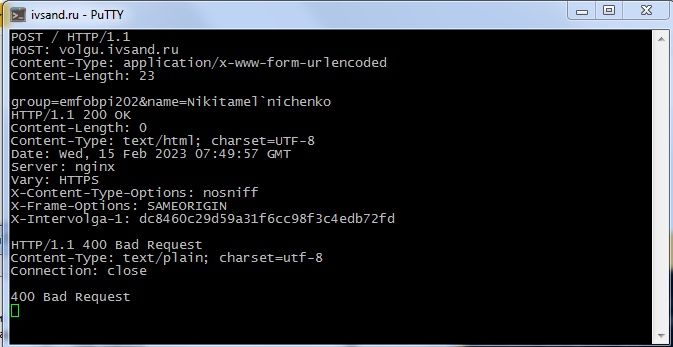 ivsand.ru - PuTTY
POST / HTTP/1.1
HOST: volgu.ivsand.ru
Content-Type: application/x-www-form-urlencoded
Content-Length: 23

group=emfobpi202&name=Nikitamel`nichenko
HTTP/1.1 200 OK
Content-Length: 0
Content-Type: text/html; charset=UTF-8
Date: Wed, 15 Feb 2023 07:49:57 GMT
Server: nginx
Vary: HTTPS
X-Content-Type-Options: nosniff
X-Frame-Options: SAMEORIGIN
X-Intervolga-1: dc8460c29d59a31f6cc98f3c4edb72fd

HTTP/1.1 400 Bad Request
Content-Type: text/plain; charset=utf-8
Connection: close

400 Bad Request